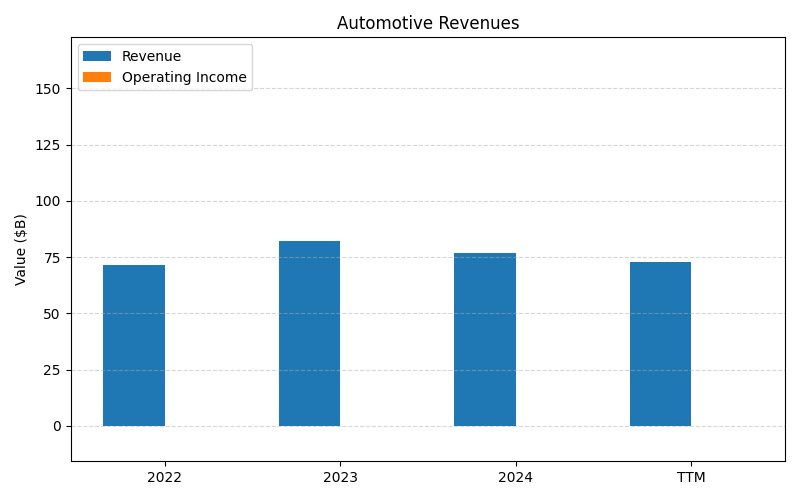 Automotive Revenues
Revenue
Operating Income
Value ($B)
150
125
100
75
50
25
0
2022 2023 2024 TTM